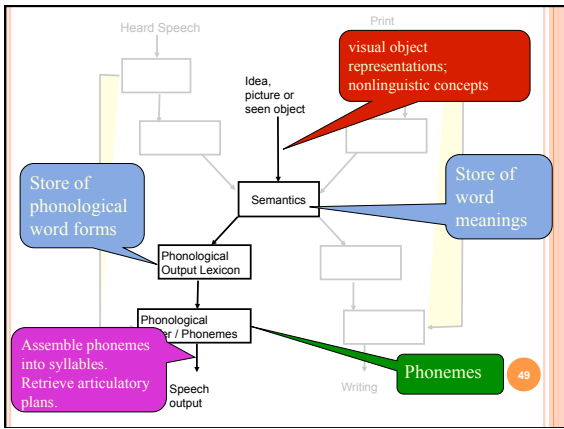 Heard Speech
Print
visual object
representations;
nonlinguistic concepts
Idea,
picture or
seen object
Store of
phonological
word forms
Semantics
Store of
word
meanings
Phonological
Output Lexicon
Phonological
/ Phonemes
Assemble phonemes
into syllables.
Retrieve articulatory
plans.
Phonemes
49
Speech
output
Writing